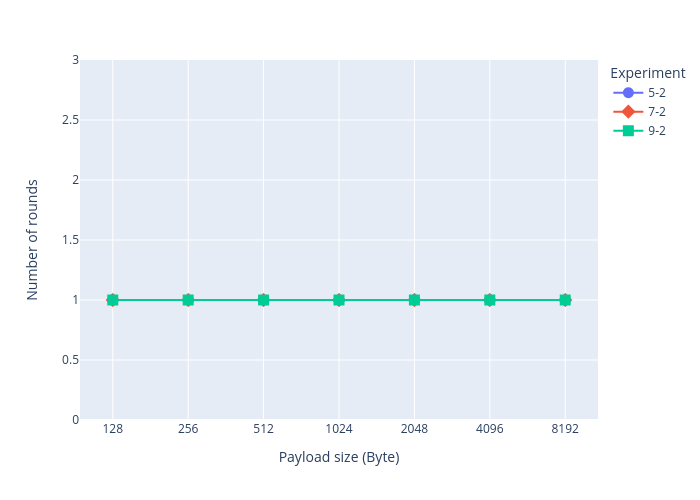 Experiment
5-2
7-2
9-2
3
2.5
2
1.5
1
0.5
0
Number of rounds
128 256 512 1024 2048 4096 8192
Payload size (Byte)